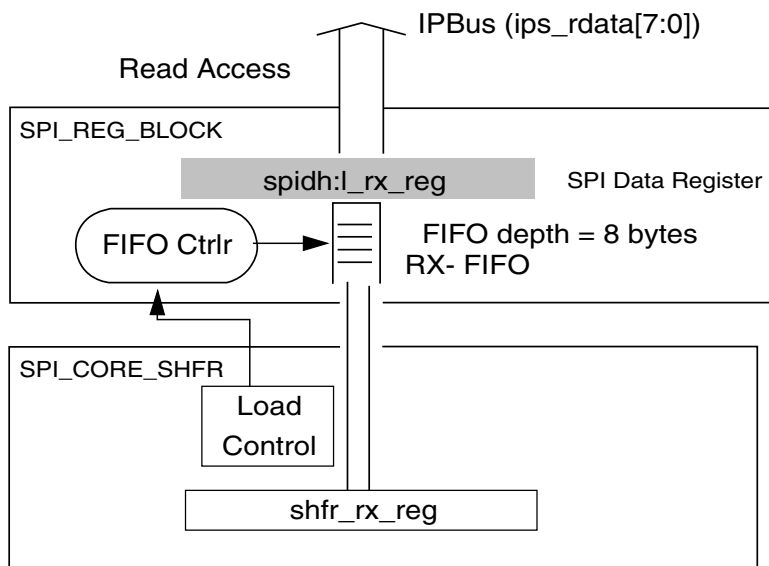 IPBus (ips_rdata[7:0])
Read Access
SPI_REG_BLOCK
spidh:l_rx_reg
SPI Data Register
FIFO Ctrlr
FIFO depth = 8 bytes
RX- FIFO
SPI_CORE_SHFR
Load
Control
shfr_rx_reg